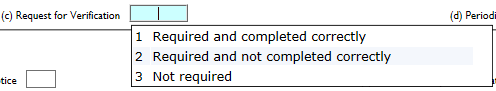 (c) Request for Verification (d) Periodi
1 Required and completed correctly
2 Required and not completed correctly
3 Not required
tice